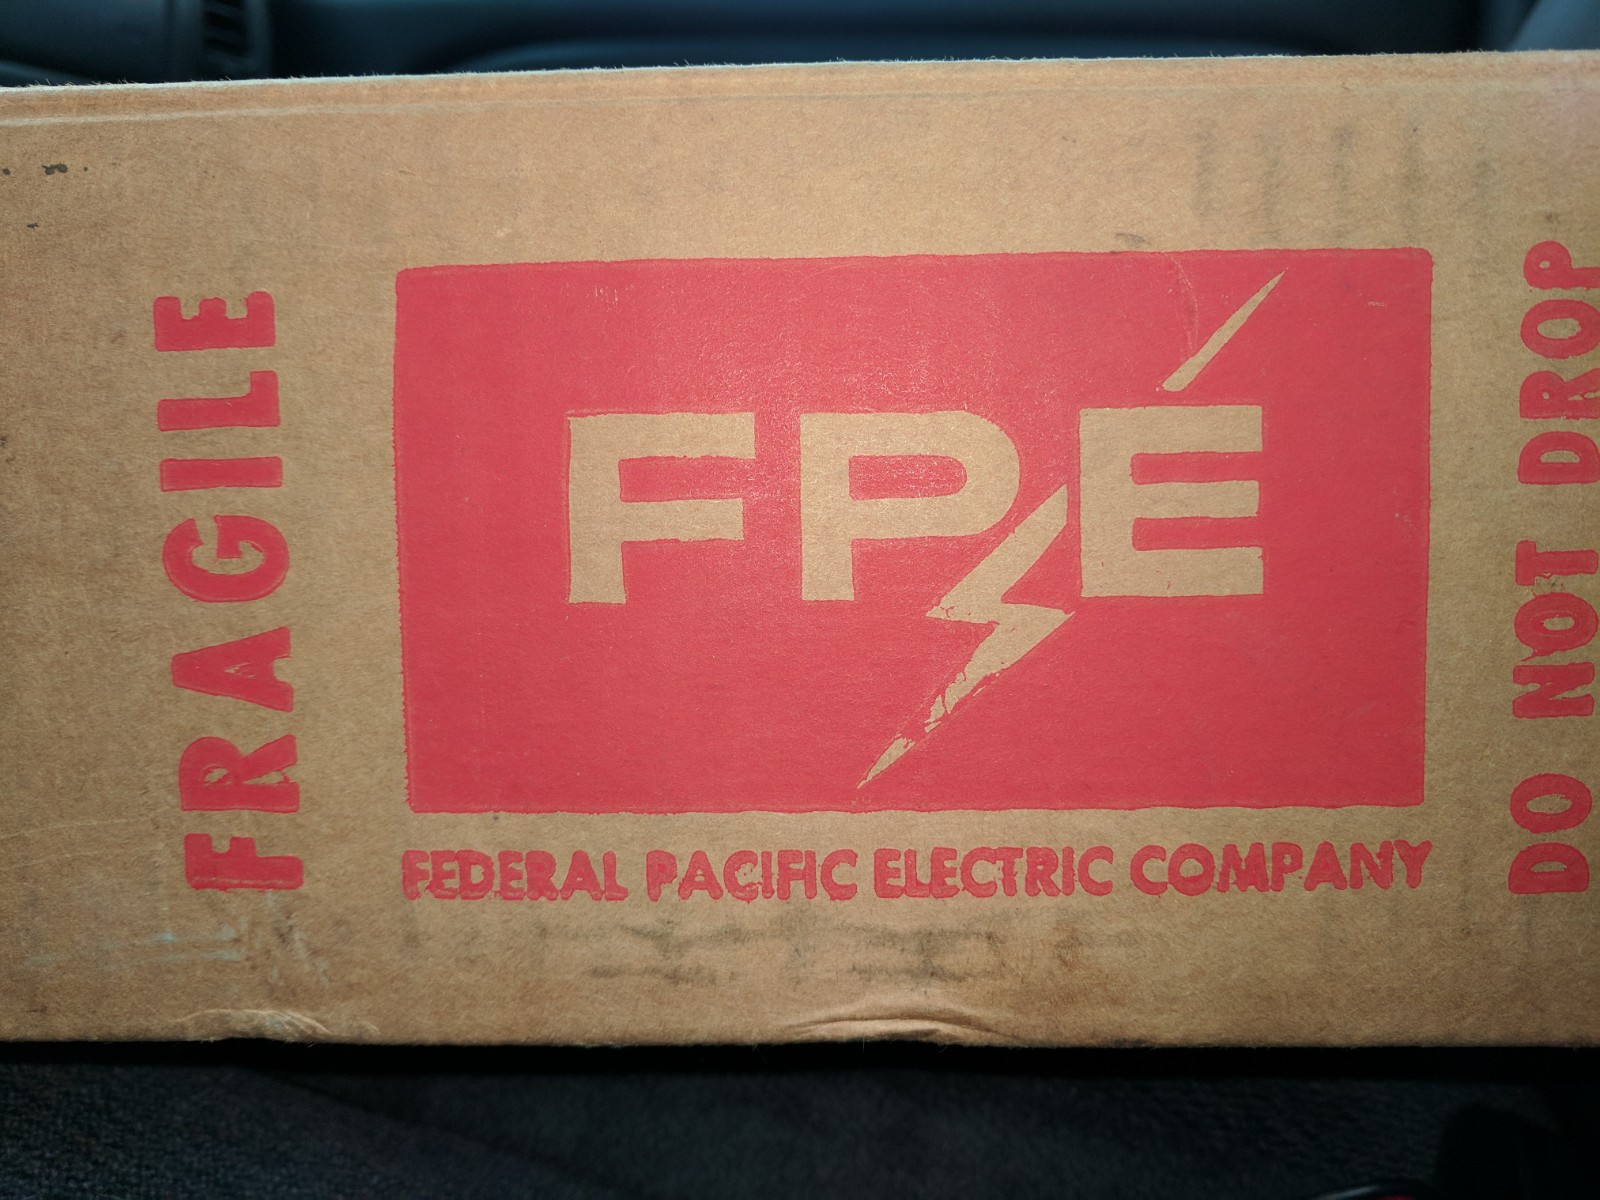 FRAGILE
FPE
FEDERAL PACIFIC ELECTRIC COMPANY
DO NOT DROP